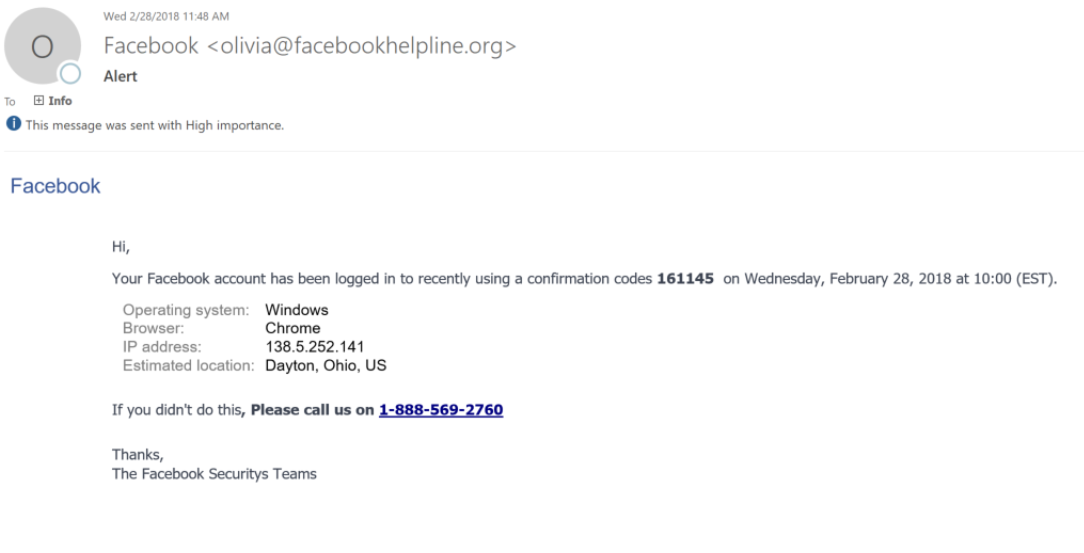 Wed 2/28/2018 11:48 AM
O
Facebook <olivia@facebookhelpline.org>
Alert
To Info
This message was sent with High importance.
Facebook
Hi,
Your Facebook account has been logged in to recently using a confirmation codes 161145 on Wednesday, February 28, 2018 at 10:00 (EST).
Operating system: Windows
Browser: Chrome
IP address: 138.5.252.141
Estimated location: Dayton, Ohio, US
If you didn't do this, Please call us on 1-888-569-2760
Thanks,
The Facebook Securitys Teams